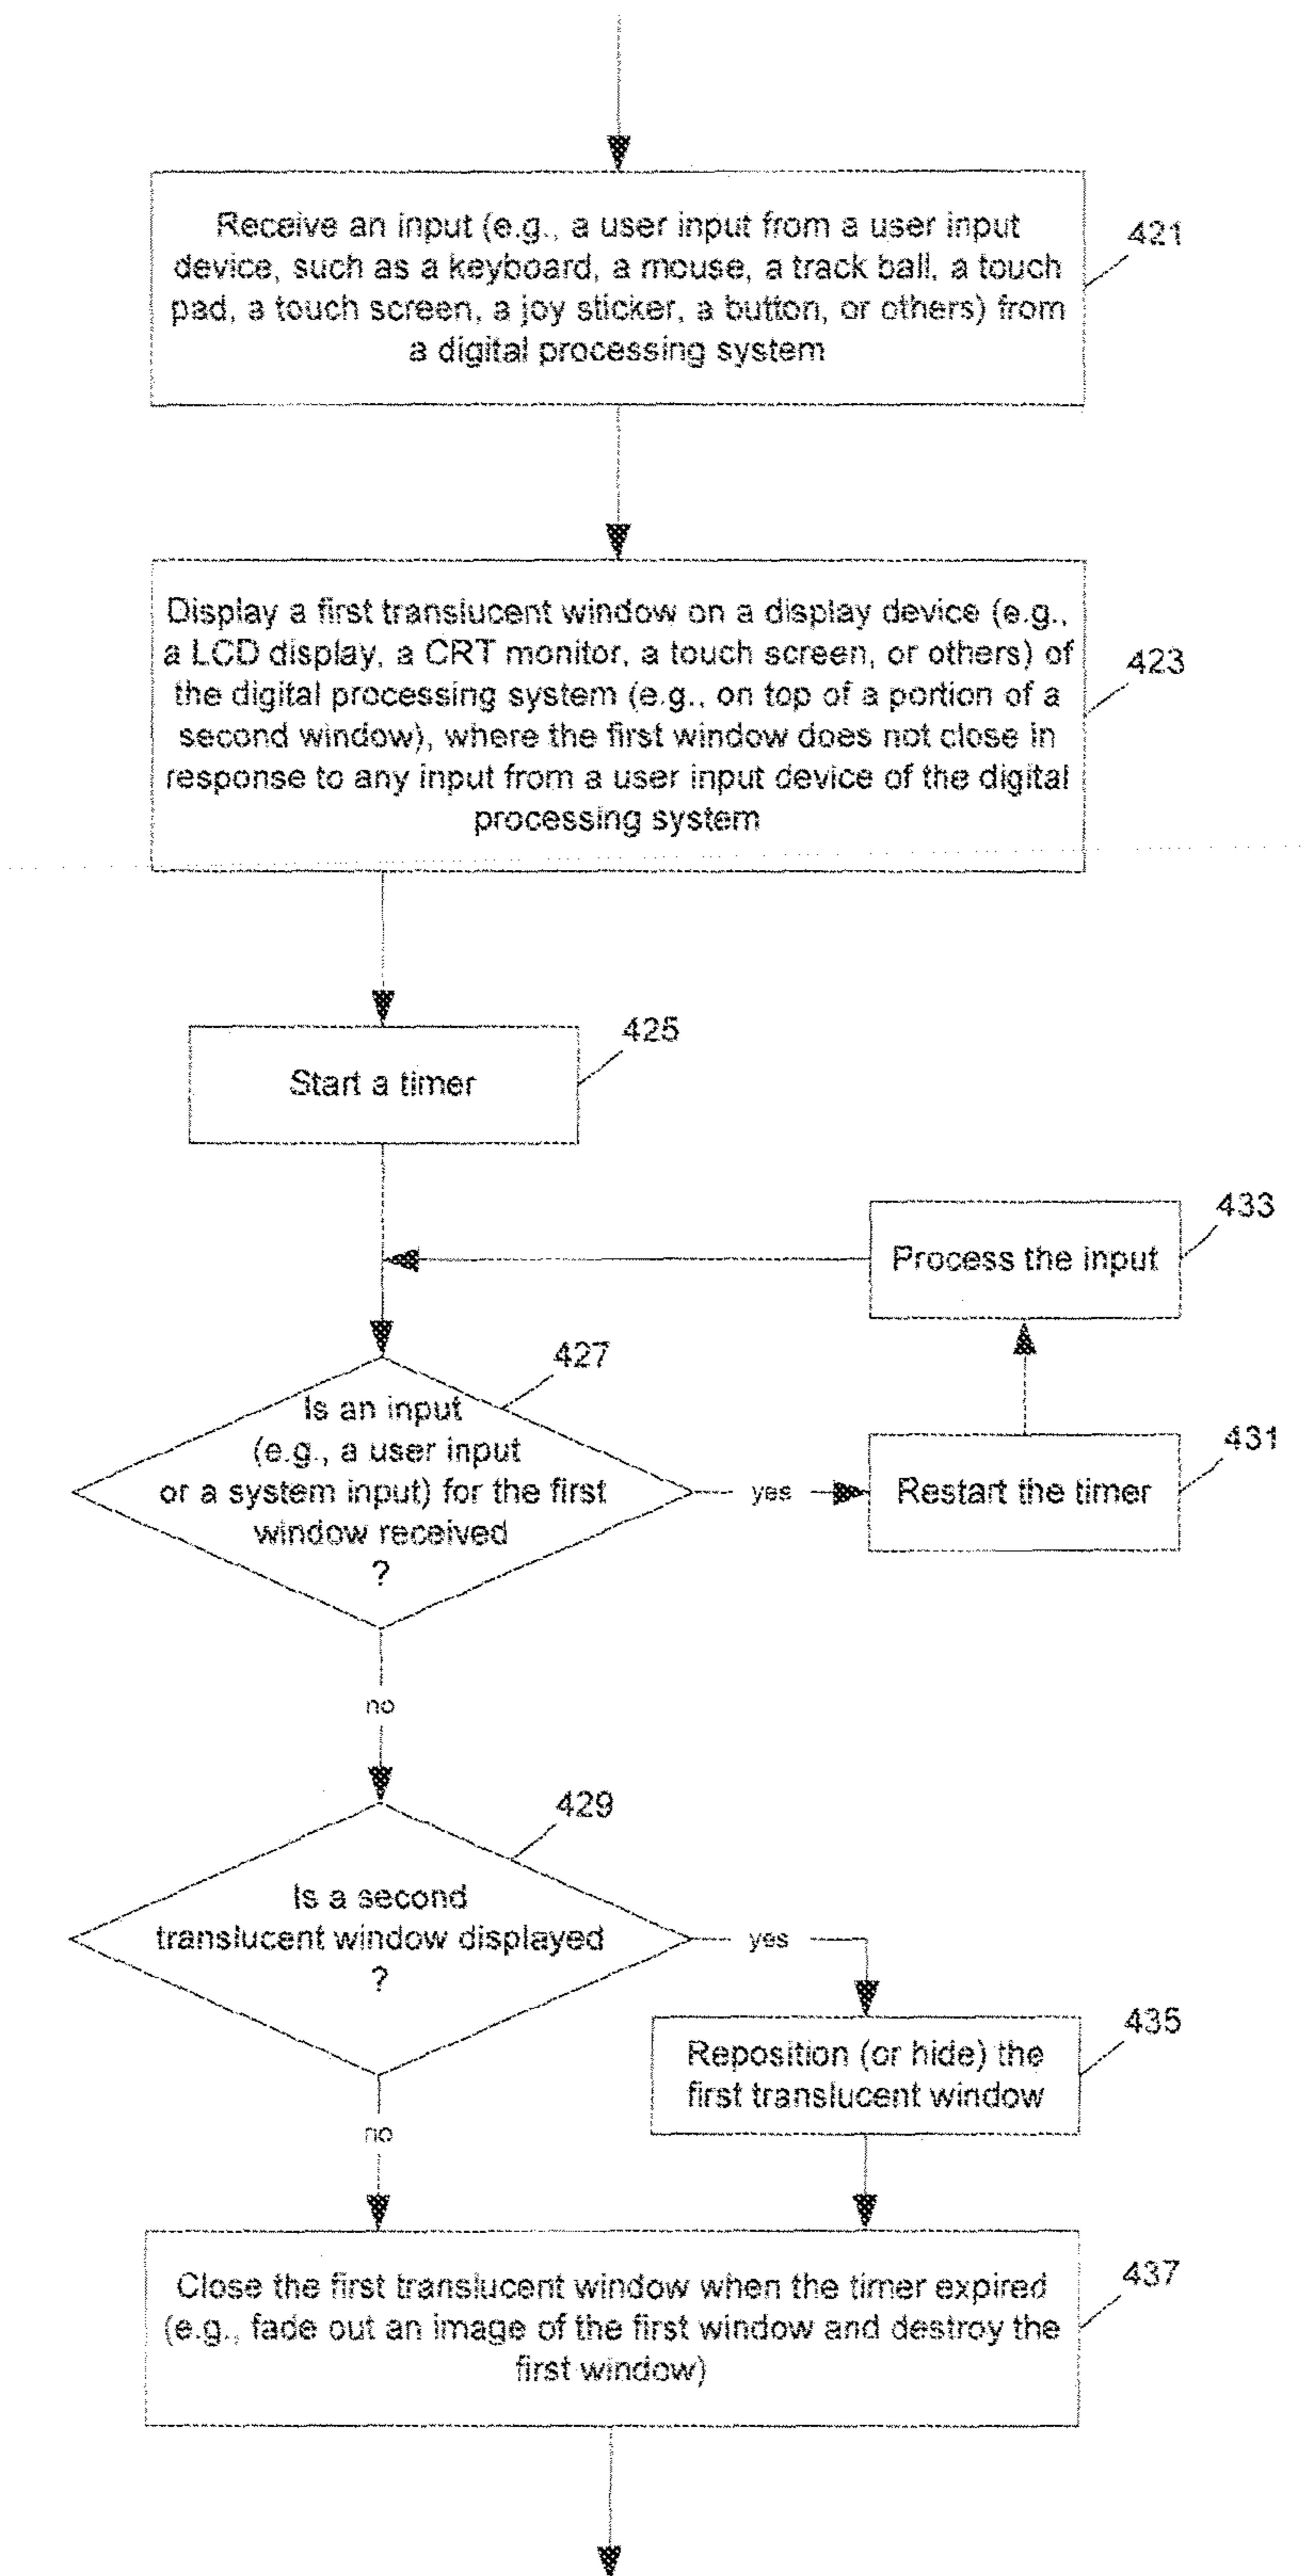 Receive an input (e.g., a user input from a user input
device, such as a keyboard, a mouse, a track ball, a touch
pad, a touch screen, a joy sticker, a button, or others) from
a digital processing system
421
Display a first translucent window on a display device (e.g.,
a LCD display, a CRT monitor, a touch screen, or others) of
the digital processing system (e.g., on top of a portion of a
second window), where the first window does not close in
response to any input from a user input device of the digital
processing system
423
Start a timer
425
Process the input
433
Is an input
(e.g., a user input
or a system input) for the first
window received
?
427
yes
Restart the timer
431
no
Is a second
translucent window displayed
?
429
yes
Reposition (or hide) the
first translucent window
435
no
Close the first translucent window when the timer expired
(e.g., fade out an image of the first window and destroy the
first window)
437